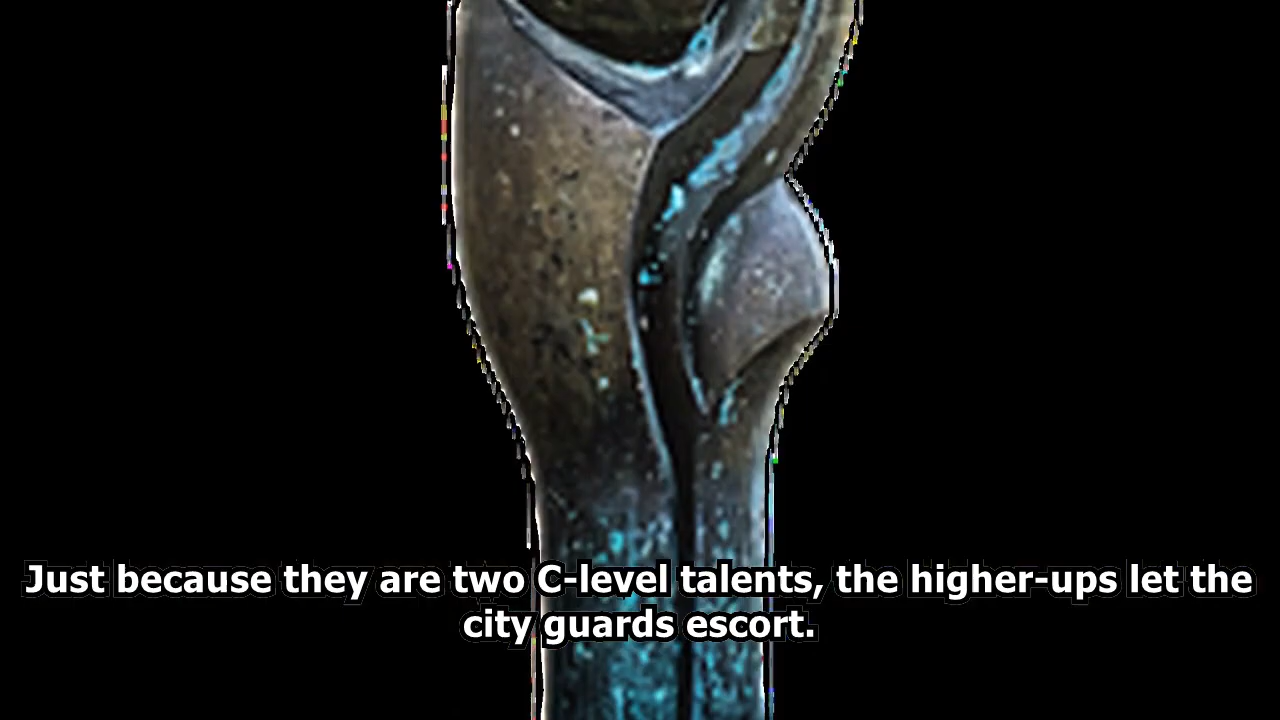 Just because they are two C-level talents, the higher-ups let the
city guards escort.